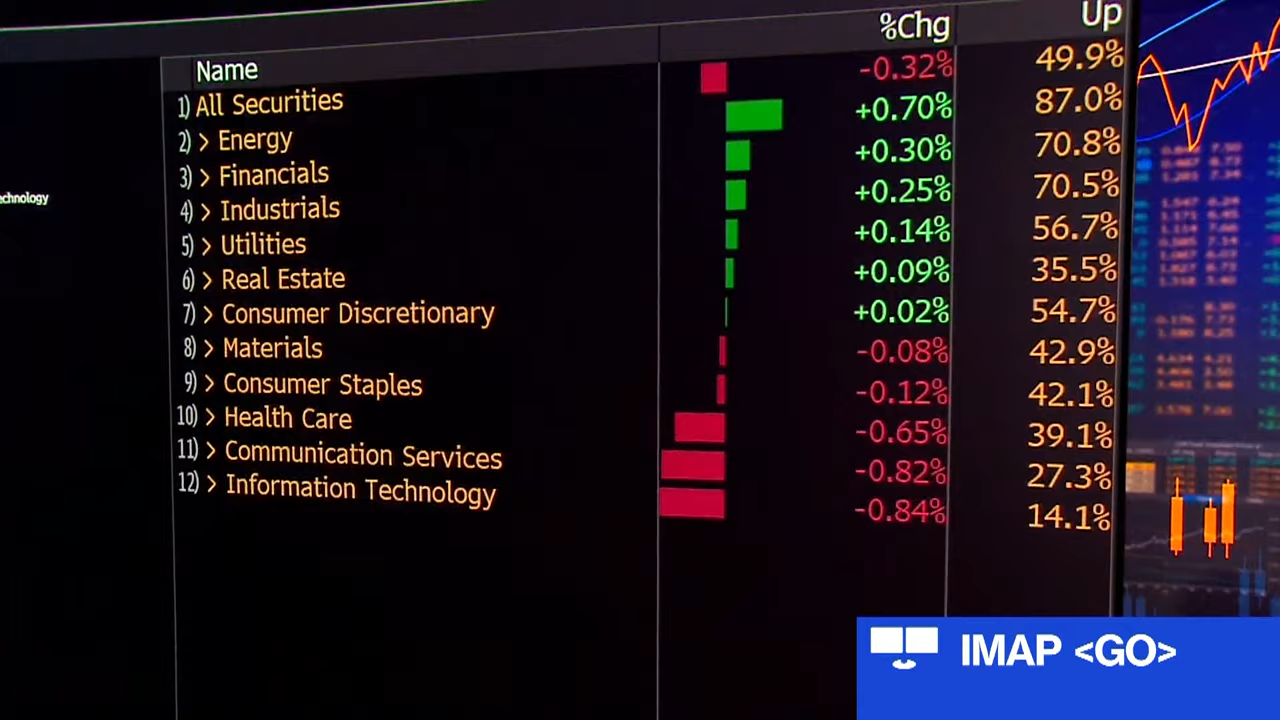 Name %Chg Up
1) All Securities -0.32% 49.9%
2) > Energy +0.70% 87.0%
3) > Financials +0.30% 70.8%
4) > Industrials +0.25% 70.5%
5) > Utilities +0.14% 56.7%
6) > Real Estate +0.09% 35.5%
7) > Consumer Discretionary +0.02% 54.7%
8) > Materials -0.08% 42.9%
9) > Consumer Staples -0.12% 42.1%
10) > Health Care -0.65% 39.1%
11) > Communication Services -0.82% 27.3%
12) > Information Technology -0.84% 14.1%
echnology
IMAP <GO>